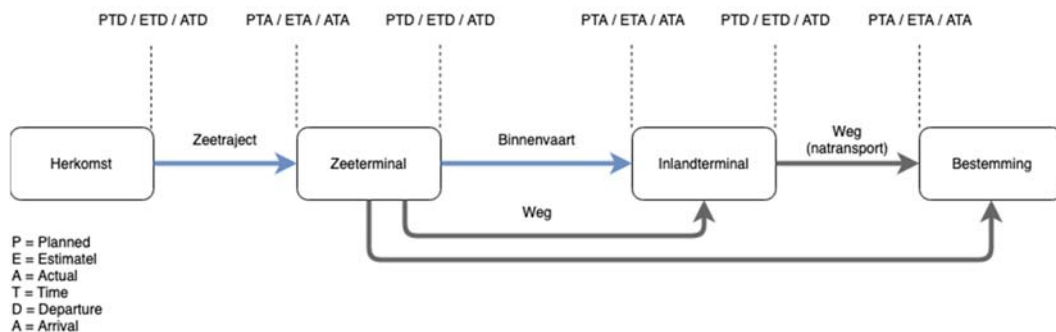 PTD / ETD / ATD
PTA / ETA / ATA
PTD / ETD / ATD
PTA / ETA / ATA
PTD / ETD / ATD
PTA / ETA / ATA
Herkomst
Zeetraject
Zeeterminal
Binnenvaart
Inlandterminal
Weg
(natransport)
Bestemming
Weg
P = Planned
E = Estimatel
A = Actual
T = Time
D = Departure
A = Arrival